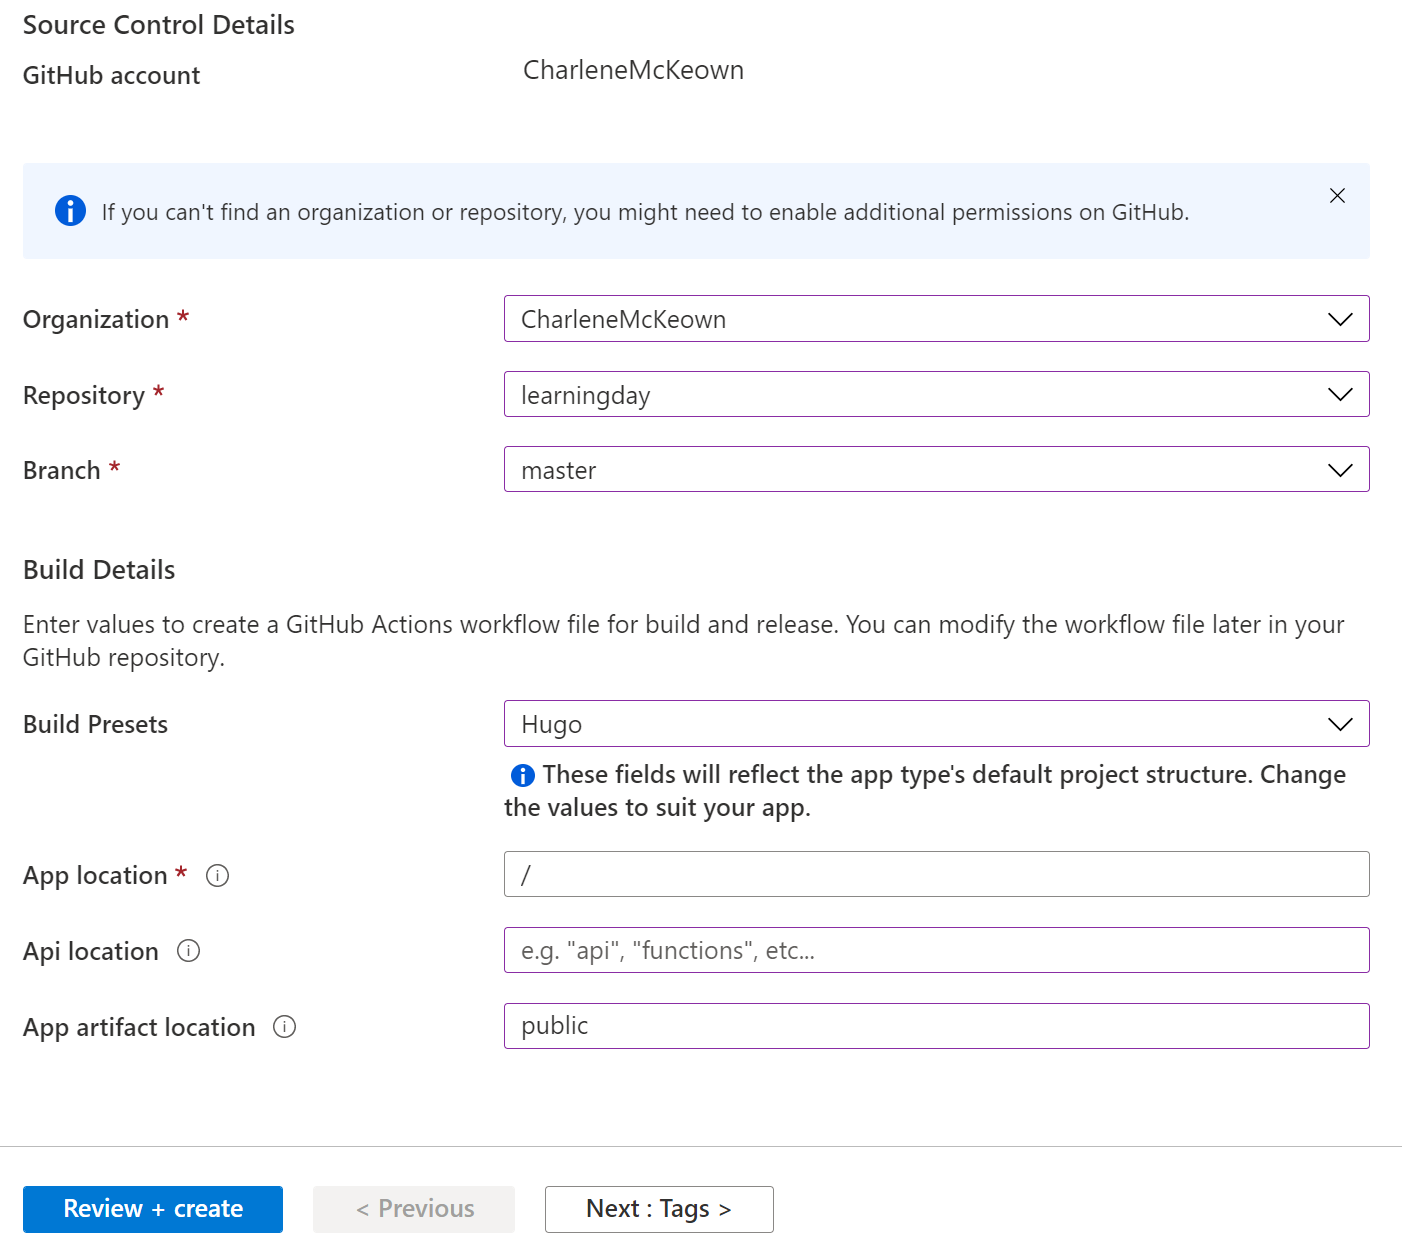 Source Control Details
GitHub account
CharleneMcKeown
If you can't find an organization or repository, you might need to enable additional permissions on GitHub.
Organization *
CharleneMcKeown
Repository *
learningday
Branch *
master
Build Details
Enter values to create a GitHub Actions workflow file for build and release. You can modify the workflow file later in your
GitHub repository.
Build Presets
Hugo
These fields will reflect the app type's default project structure. Change
the values to suit your app.
App location *
/
Api location
e.g. "api", "functions", etc...
App artifact location
public
Review + create
< Previous
Next : Tags >